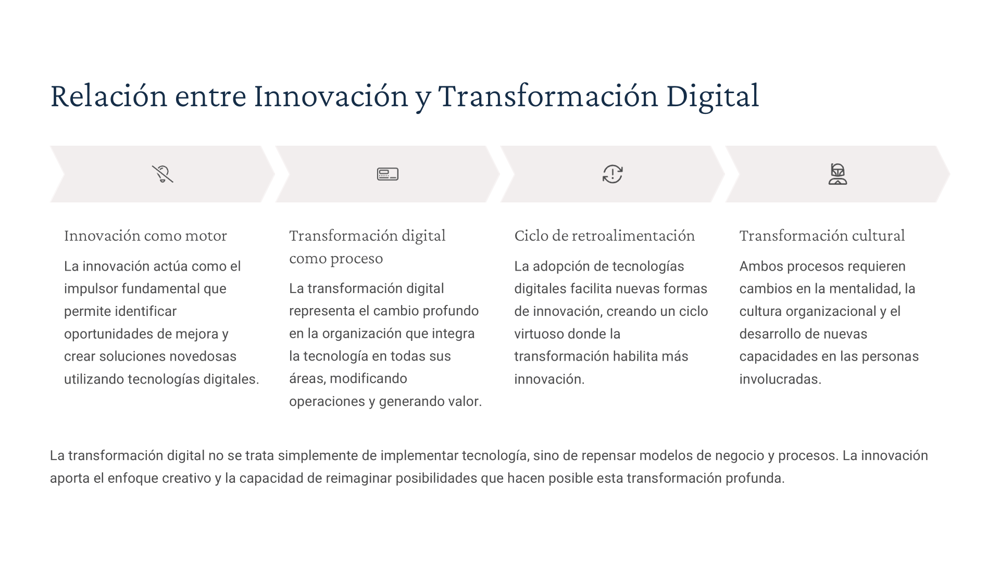 Relación entre Innovación y Transformación Digital
Innovación como motor
La innovación actúa como el
impulsor fundamental que
permite identificar
oportunidades de mejora y
crear soluciones novedosas
utilizando tecnologías digitales.
Transformación digital
como proceso
La transformación digital
representa el cambio profundo
en la organización que integra
la tecnología en todas sus
áreas, modificando
operaciones y generando valor.
Ciclo de retroalimentación
La adopción de tecnologías
digitales facilita nuevas formas
de innovación, creando un ciclo
virtuoso donde la
transformación habilita más
innovación.
Transformación cultural
Ambos procesos requieren
cambios en la mentalidad, la
cultura organizacional y el
desarrollo de nuevas
capacidades en las personas
involucradas.
La transformación digital no se trata simplemente de implementar tecnología, sino de repensar modelos de negocio y procesos. La innovación
aporta el enfoque creativo y la capacidad de reimaginar posibilidades que hacen posible esta transformación profunda.